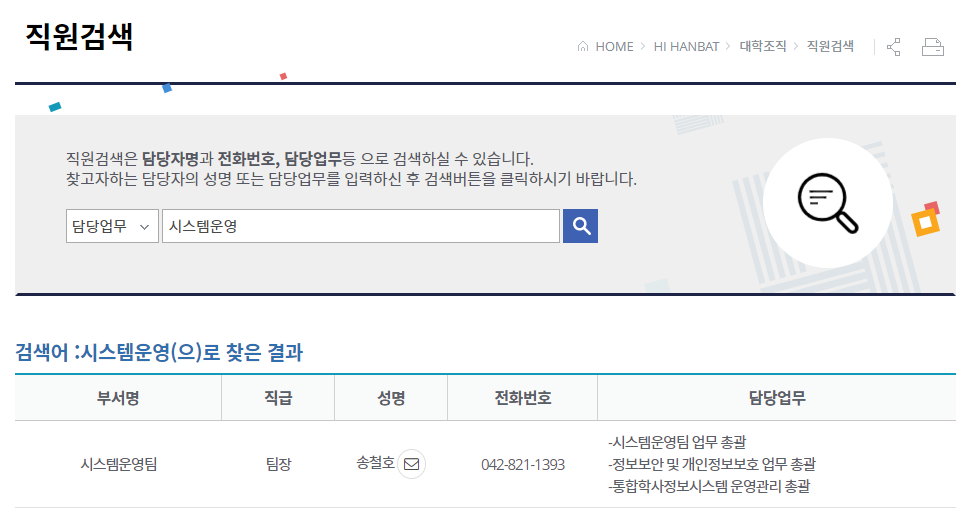 직원검색
HOME > HI HANBAT > 대학조직 > 직원검색
직원검색은 담당자명과 전화번호, 담당업무등 으로 검색하실 수 있습니다.
찾고자하는 담당자의 성명 또는 담당업무를 입력하신 후 검색버튼을 클릭하시기 바랍니다.
담당업무 시스템운영
검색어 :시스템운영(으)로 찾은 결과
부서명 직급 성명 전화번호 담당업무
시스템운영팀 팀장 송철호 042-821-1393
-시스템운영팀 업무 총괄
-정보보안 및 개인정보보호 업무 총괄
-통합학사정보시스템 운영관리 총괄